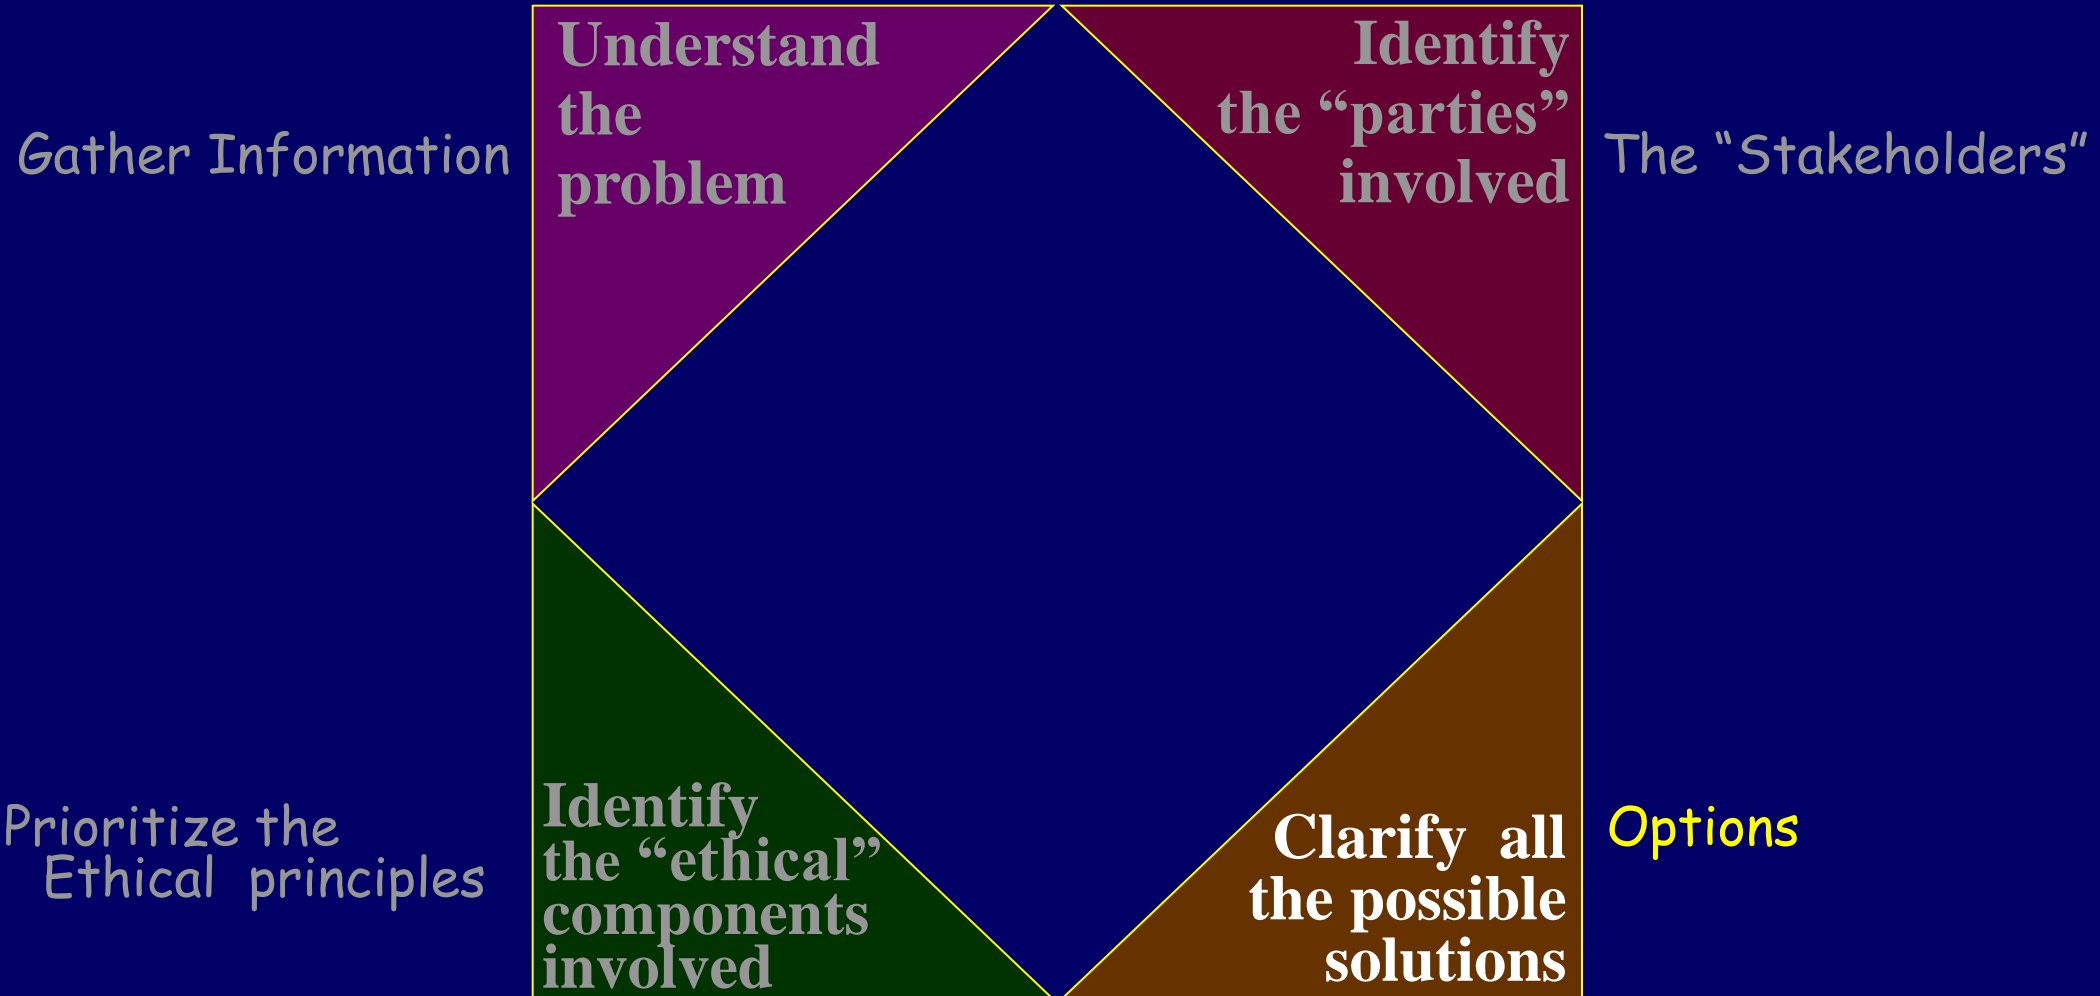 Gather Information
Understand
the
problem
Identify
the “parties”
involved
The “Stakeholders”
Prioritize the
Ethical principles
Identify
the “ethical”
components
involved
Clarify all
the possible
solutions
Options